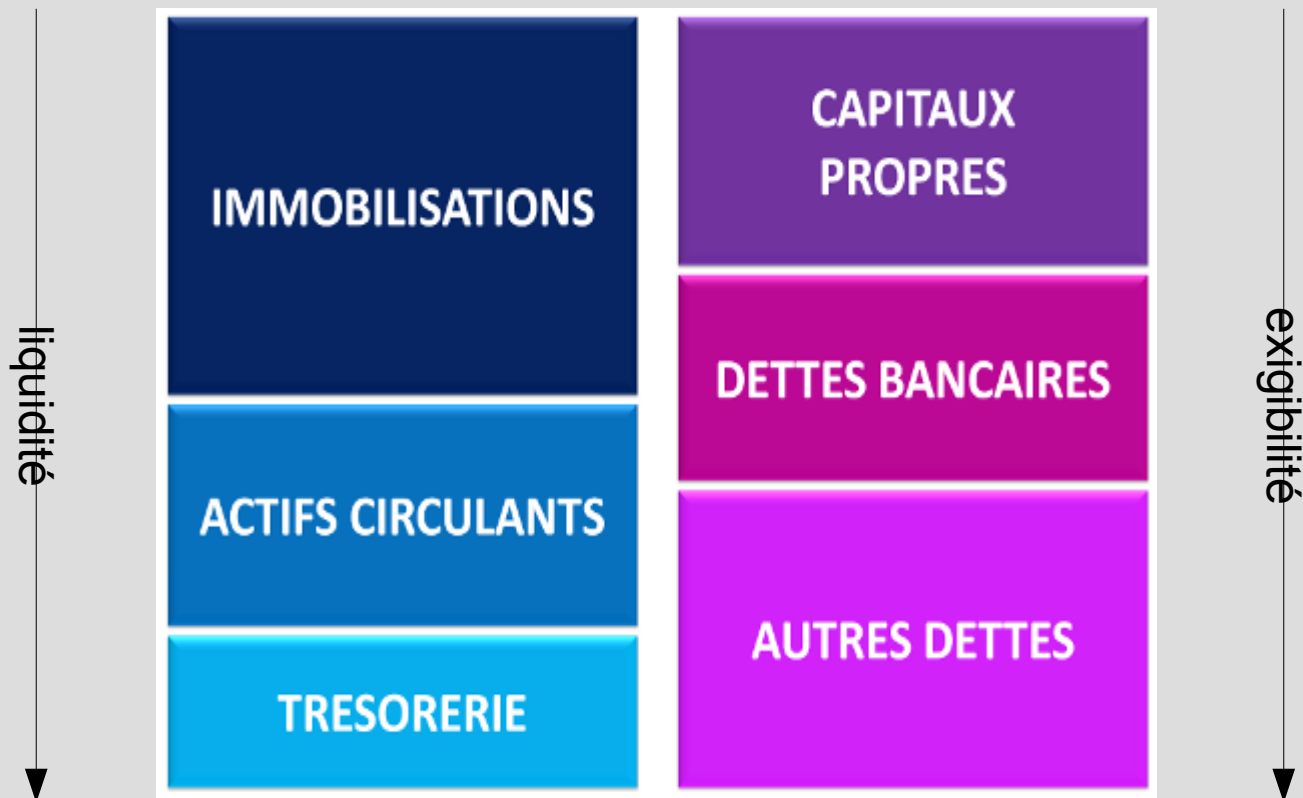 liquidité
IMMOBILISATIONS
ACTIFS CIRCULANTS
TRESORERIE
CAPITAUX
PROPRES
DETTES BANCAIRES
AUTRES DETTES
exigibilité